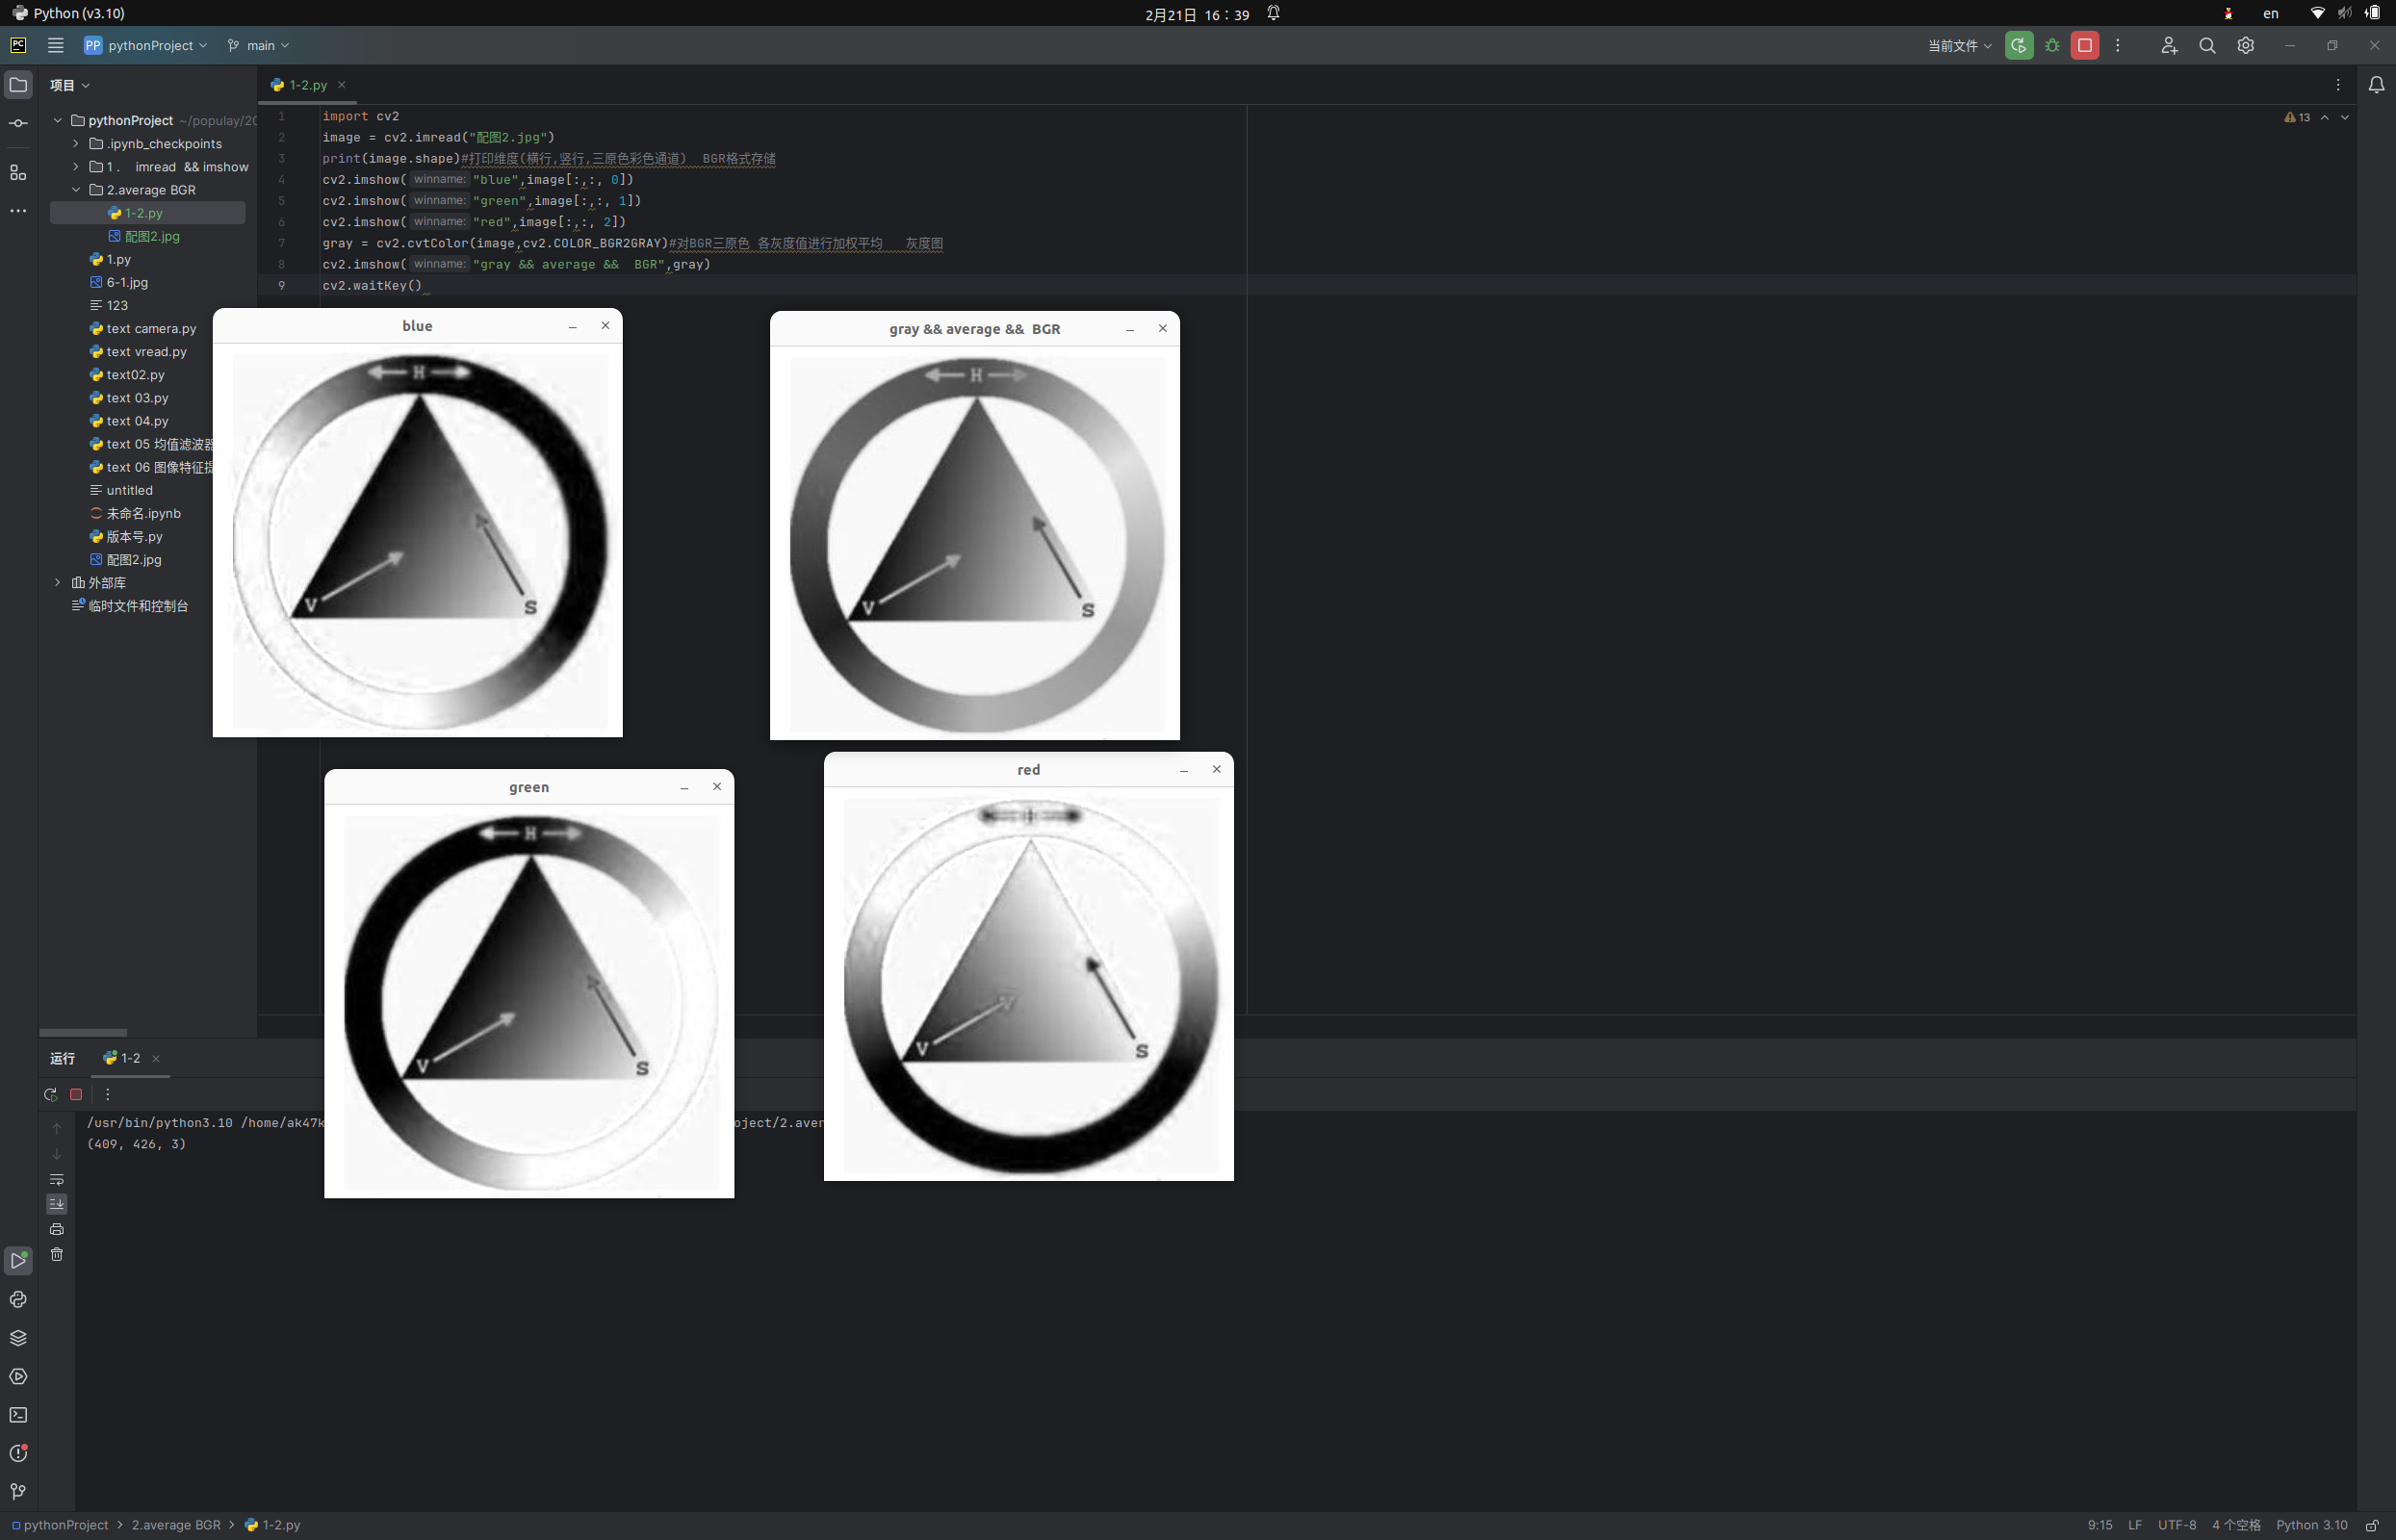 Python (v3.10)
2月21日 16：39
en
PC
PP pythonProject
main
当前文件
项目
1-2.py
pythonProject ~/populay/20
.ipynb_checkpoints
1 . imread && imshow
2.average BGR
1-2.py
配图2.jpg
1.py
6-1.jpg
123
text camera.py
text vread.py
text02.py
text 03.py
text 04.py
text 05 均值滤波器
text 06 图像特征提
untitled
未命名.ipynb
版本号.py
配图2.jpg
外部库
临时文件和控制台
1 import cv2
2 image = cv2.imread("配图2.jpg")
3 print(image.shape)#打印维度(横行,竖行,三原色彩色通道) BGR格式存储
4 cv2.imshow( winname: "blue",image[:,:, 0])
5 cv2.imshow( winname: "green",image[:,:, 1])
6 cv2.imshow( winname: "red",image[:,:, 2])
7 gray = cv2.cvtColor(image,cv2.COLOR_BGR2GRAY)#对BGR三原色 各灰度值进行加权平均 灰度图
8 cv2.imshow( winname: "gray && average && BGR",gray)
9 cv2.waitKey()
13
blue
H
V
S
gray && average && BGR
H
V
S
green
H
V
S
red
H
V
S
运行
1-2
/usr/bin/python3.10 /home/ak47k
oject/2.aver
(409, 426, 3)
pythonProject > 2.average BGR > 1-2.py
9:15 LF UTF-8 4 个空格 Python 3.10